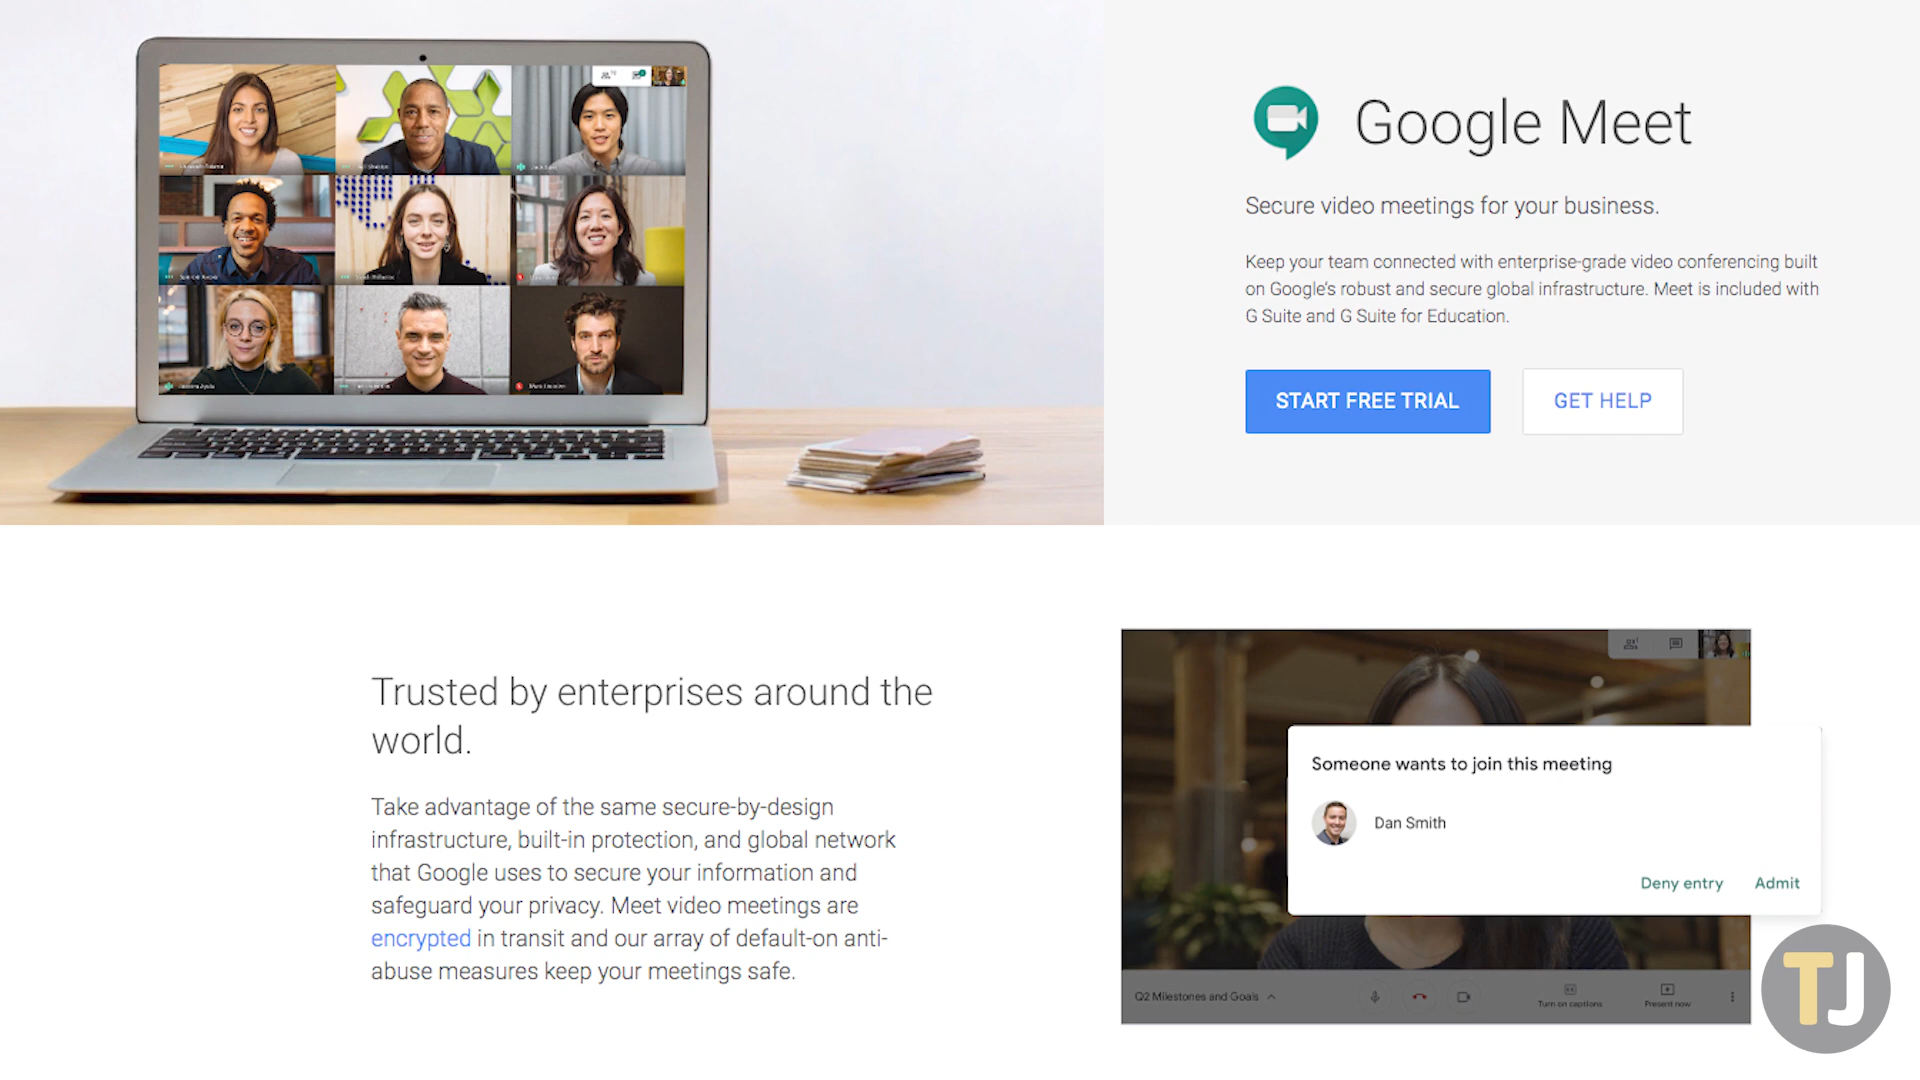 Google Meet
Secure video meetings for your business.
Keep your team connected with enterprise-grade video conferencing built
on Google's robust and secure global infrastructure. Meet is included with
G Suite and G Suite for Education.
START FREE TRIAL
GET HELP
Trusted by enterprises around the
world.
Take advantage of the same secure-by-design
infrastructure, built-in protection, and global network
that Google uses to secure your information and
safeguard your privacy. Meet video meetings are
encrypted in transit and our array of default-on anti-
abuse measures keep your meetings safe.
Someone wants to join this meeting
Dan Smith
Deny entry
Admit
Q2 Milestones and Goals
Turn on captions
Present now
TJ